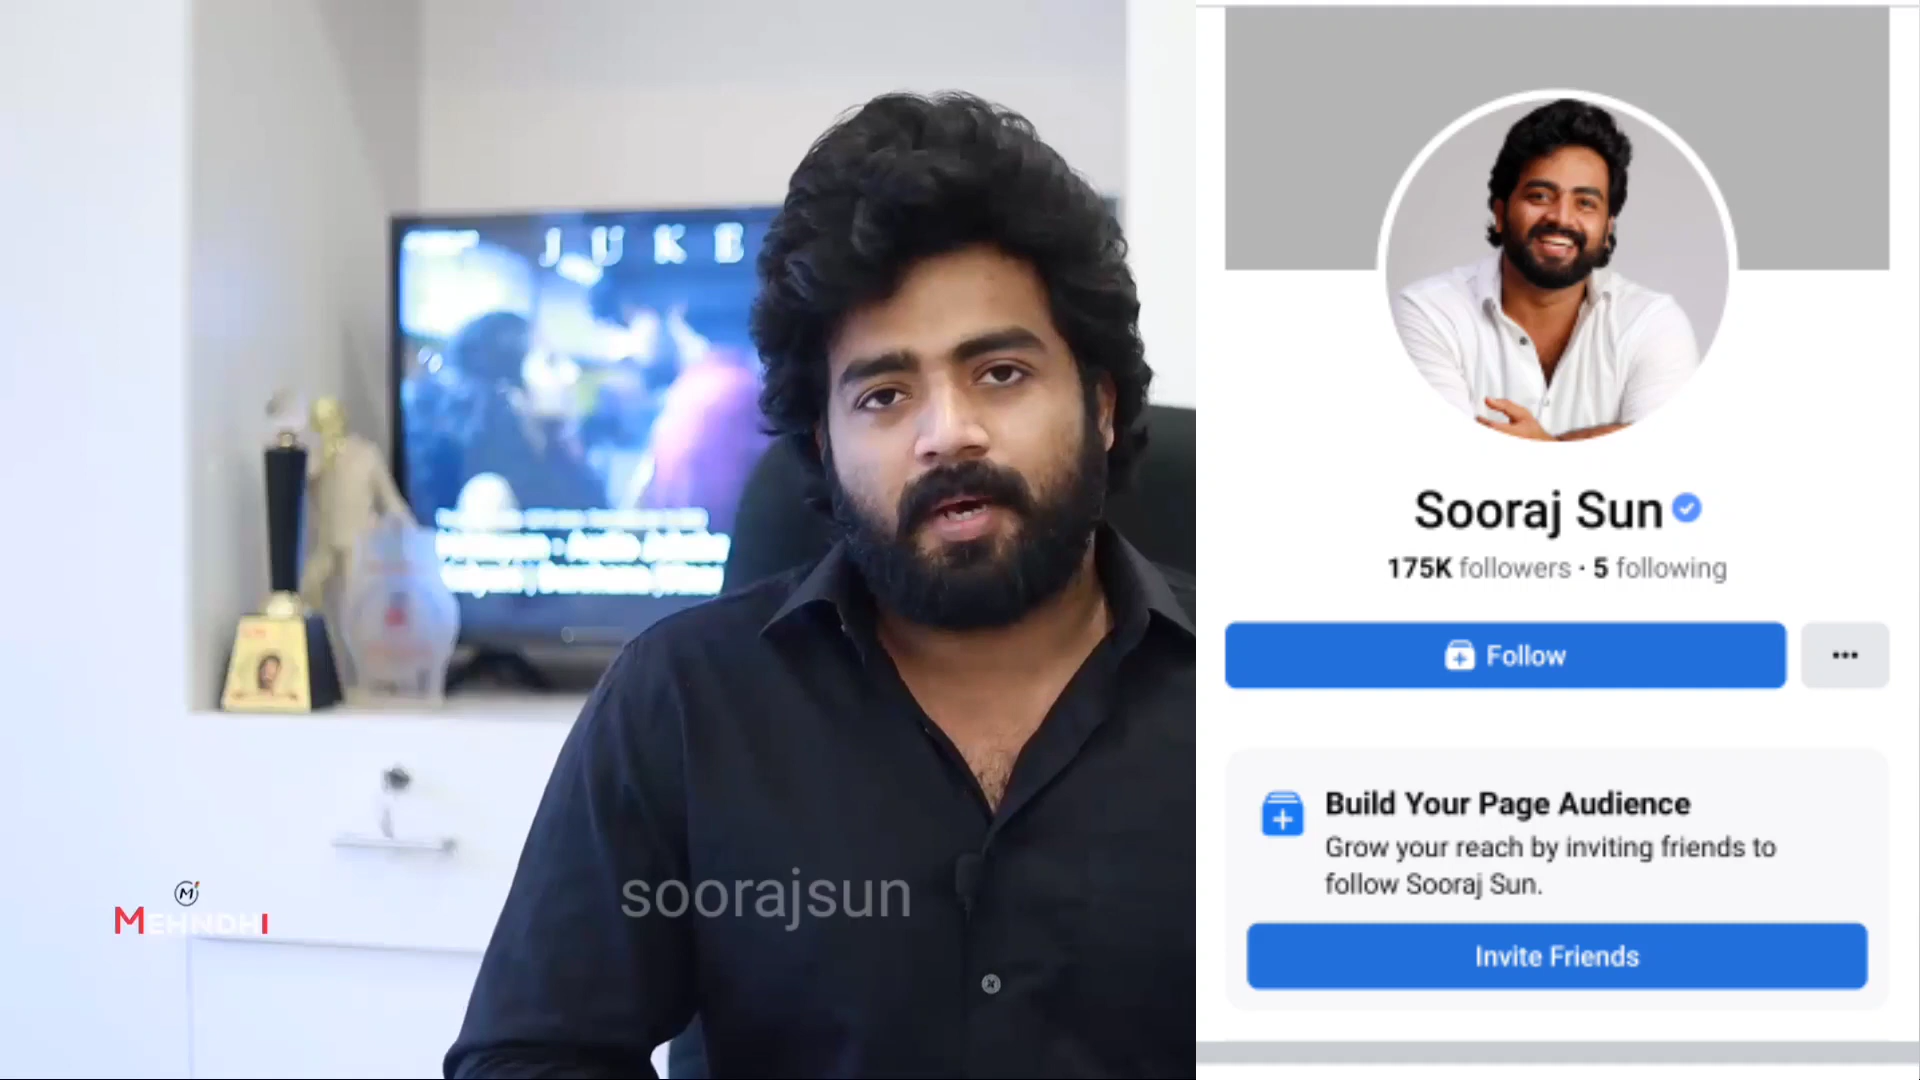 JUKE
soorajsun
M
MEHNDHI
Sooraj Sun
175K followers · 5 following
Follow
Build Your Page Audience
Grow your reach by inviting friends to
follow Sooraj Sun.
Invite Friends